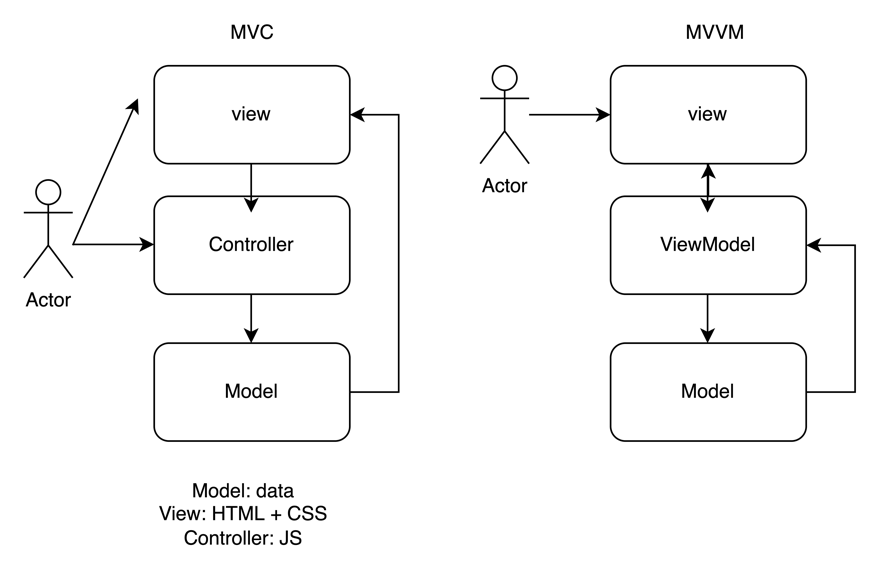 MVC
view
Controller
Actor
Model
Model: data
View: HTML + CSS
Controller: JS
MVVM
view
Actor
ViewModel
Model